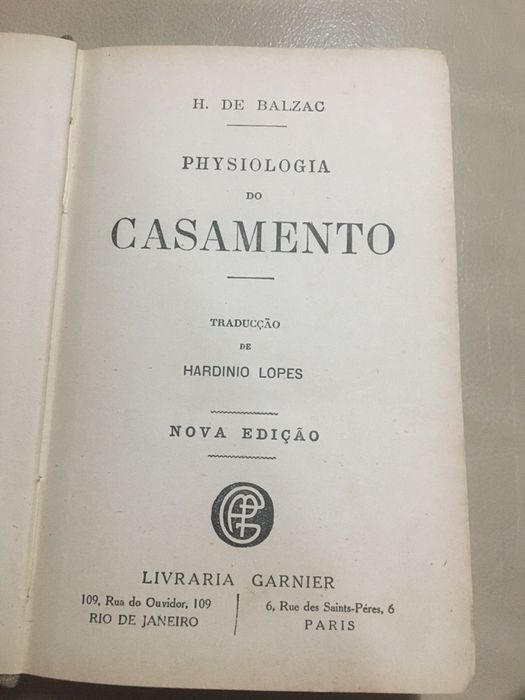 H. DE BALZAC
PHYSIOLOGIA
DO
CASAMENTO
TRADUCÇÃO
DE
HARDINIO LOPES
NOVA EDIÇÃO
LIVRARIA GARNIER
109, Rua do Ouvidor, 109
RIO DE JANEIRO
6, Rue des Saints-Péres, 6
PARIS